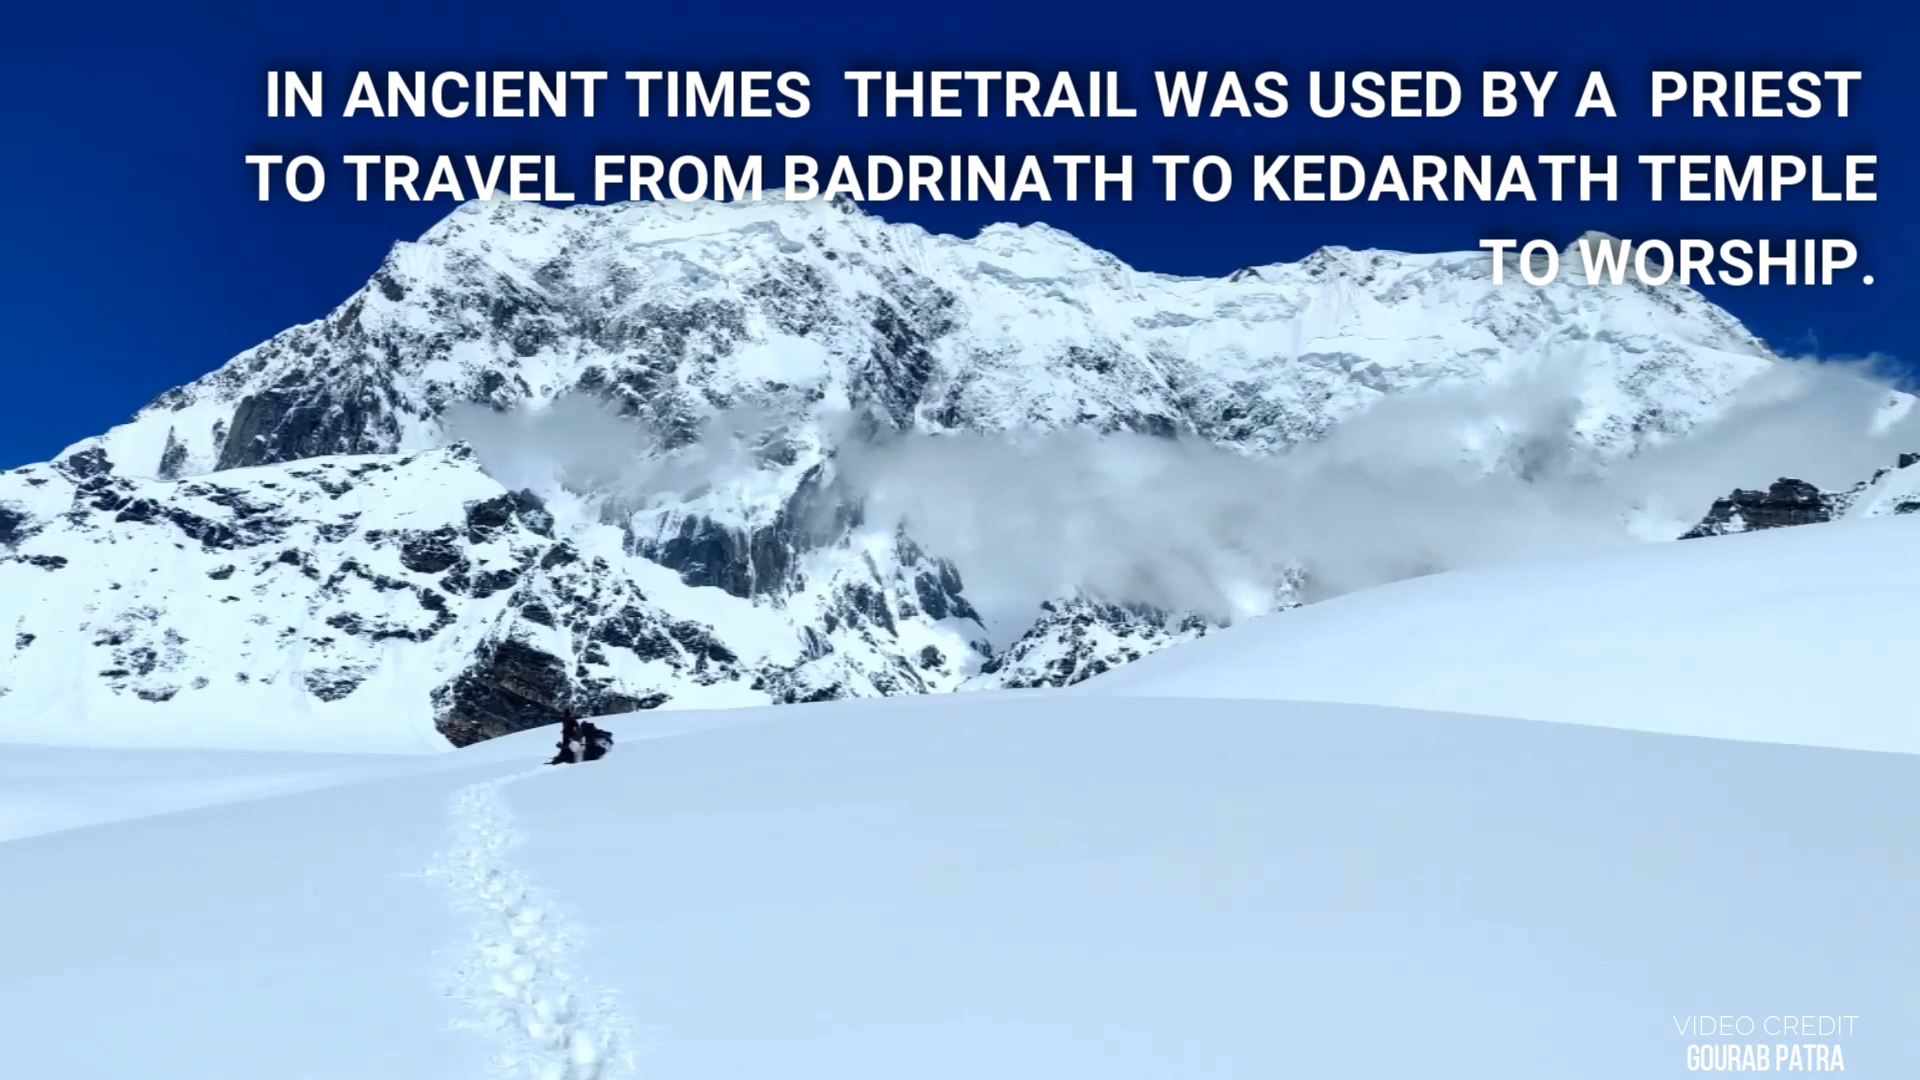 IN ANCIENT TIMES THETRAIL WAS USED BY A PRIEST
TO TRAVEL FROM BADRINATH TO KEDARNATH TEMPLE
TO WORSHIP.
VIDEO CREDIT
GOURAB PATRA